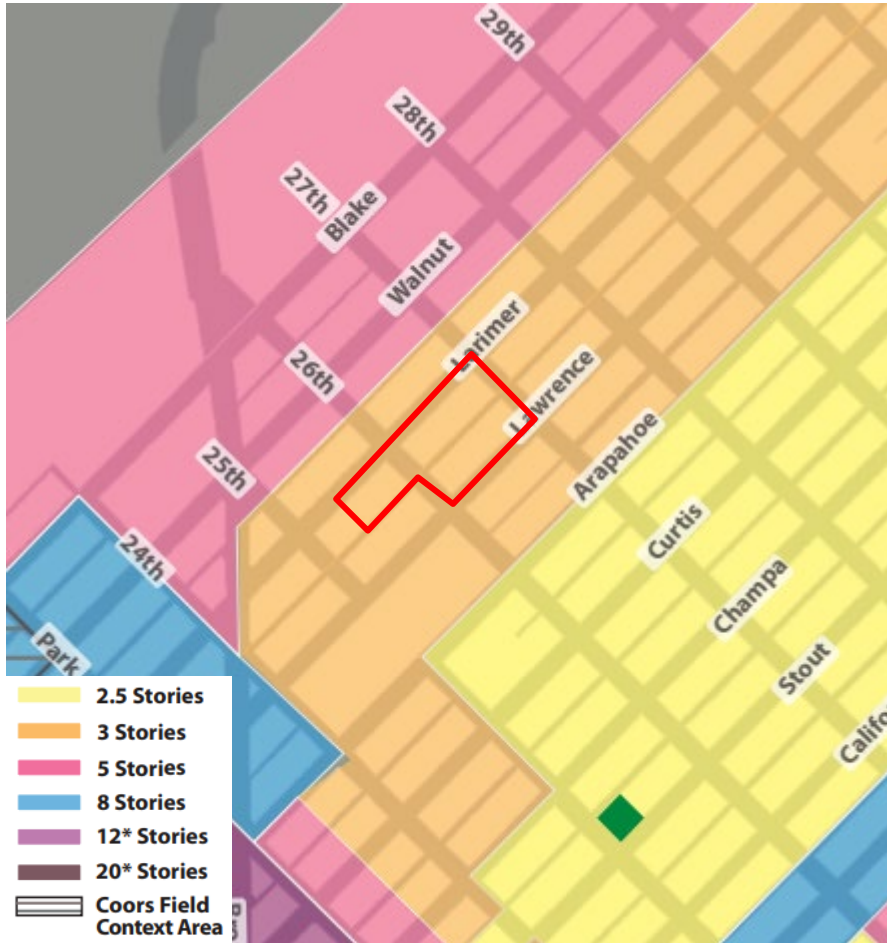 29th
28th
27th
Blake
Walnut
Larimer
26th
Lawrence
25th
Arapahoe
24th
Curtis
Champa
Park
Stout
Califo
2.5 Stories
3 Stories
5 Stories
8 Stories
12* Stories
20* Stories
Coors Field
Context Area